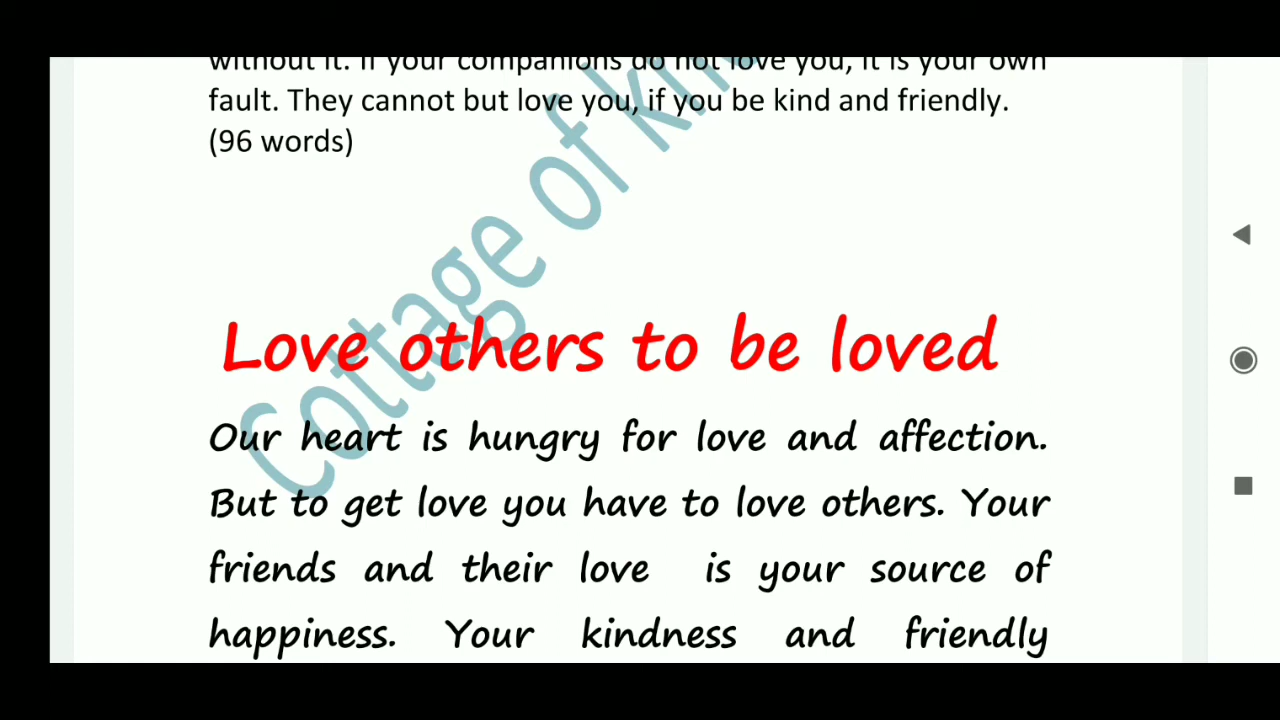 without it. If your companions do not love you, it is your own
fault. They cannot but love you, if you be kind and friendly.
(96 words)
Cottage of
Love others to be loved
Our heart is hungry for love and affection.
But to get love you have to love others. Your
friends and their love is your source of
happiness. Your kindness and friendly